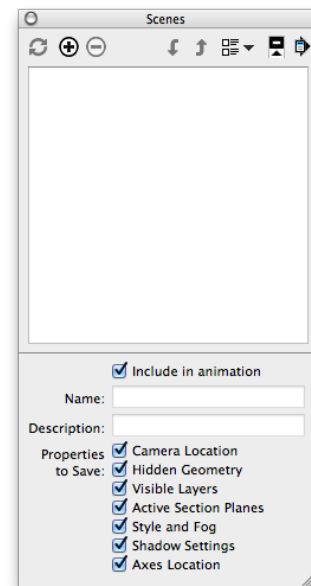 Scenes
Include in animation
Name:
Description:
Properties to Save:
Camera Location
Hidden Geometry
Visible Layers
Active Section Planes
Style and Fog
Shadow Settings
Axes Location